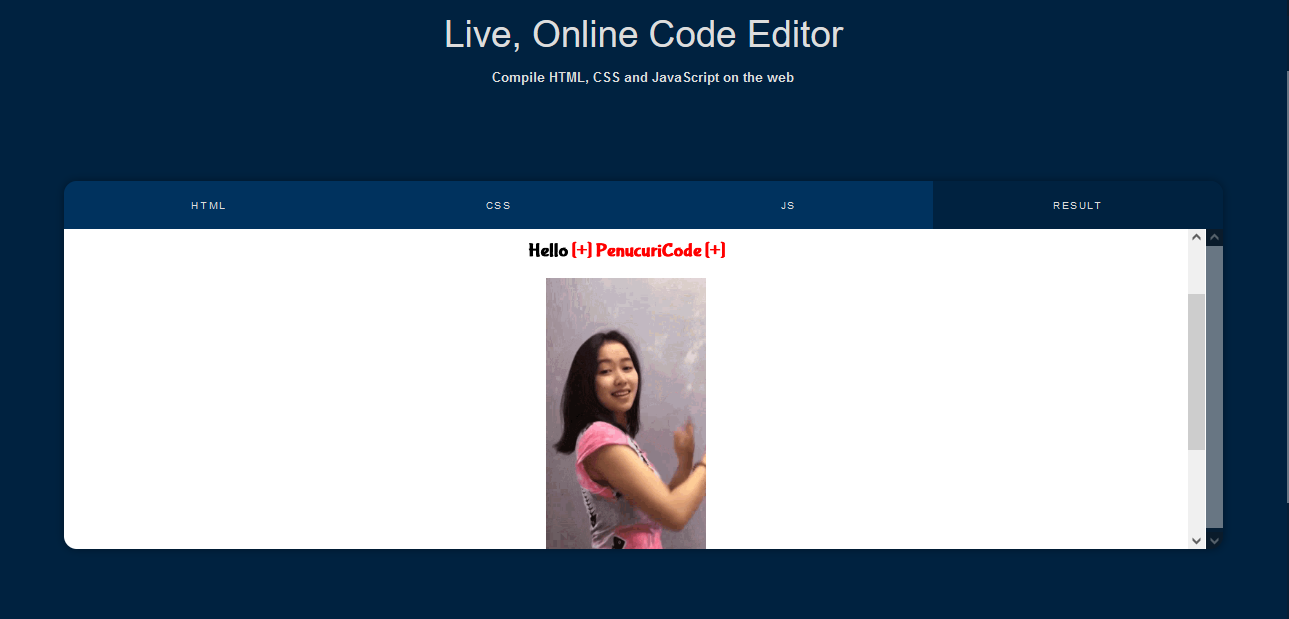 Live, Online Code Editor
Compile HTML, CSS and JavaScript on the web
HTML CSS JS RESULT
Hello [+] PenucuriCode [+]